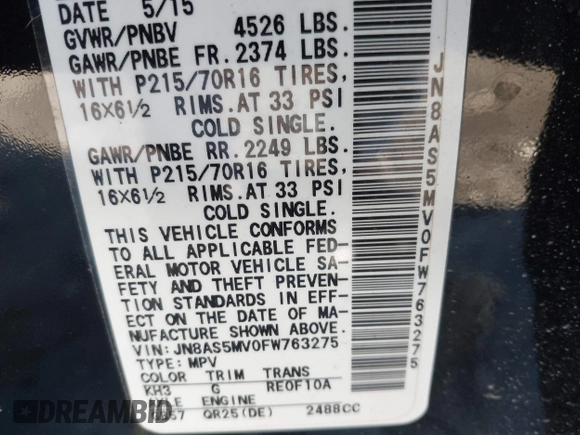 DATE 5/15
GVWR/PNBV 4526 LBS.
GAWR/PNBE FR. 2374 LBS.
WITH P215/70R16 TIRES,
16X6½ RIMS.AT 33 PSI
COLD SINGLE.
GAWR/PNBE RR. 2249 LBS.
WITH P215/70R16 TIRES,
16X6½ RIMS.AT 33 PSI
COLD SINGLE.
THIS VEHICLE CONFORMS
TO ALL APPLICABLE FED-
ERAL MOTOR VEHICLE SA-
FETY AND THEFT PREVEN-
TION STANDARDS IN EFF-
ECT ON THE DATE OF MA-
NUFACTURE SHOWN ABOVE.
VIN: JN8AS5MV0FW763275
TYPE: MPV
COLOR TRIM TRANS
KH3 G RE0F10A
ENGINE
QR25(DE) 2488CC
JN8AS5MV0FW763275
DREAMBID